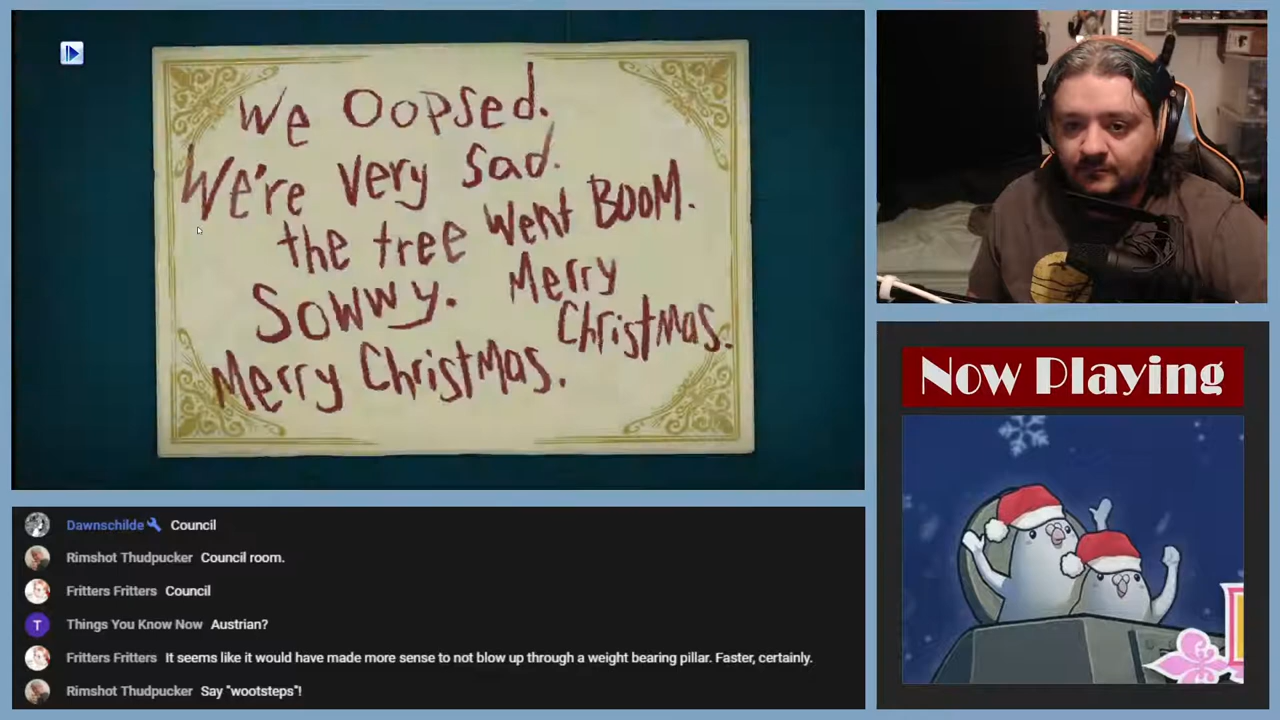 We Oopsed.
We're very sad.
the tree went BOOM.
Sowwy. Merry
Christmas.
Merry Christmas.
Now Playing
Dawnschilde Council
Rimshot Thudpucker Council room.
Fritters Fritters Council
T Things You Know Now Austrian?
Fritters Fritters It seems like it would have made more sense to not blow up through a weight bearing pillar. Faster, certainly.
Rimshot Thudpucker Say "wootsteps"!